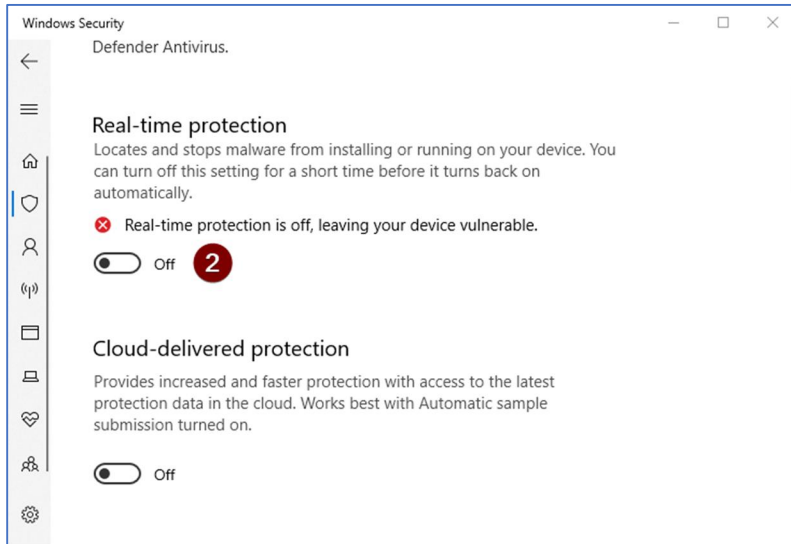 Windows Security
Defender Antivirus.
Real-time protection
Locates and stops malware from installing or running on your device. You
can turn off this setting for a short time before it turns back on
automatically.
Real-time protection is off, leaving your device vulnerable.
Off 2
Cloud-delivered protection
Provides increased and faster protection with access to the latest
protection data in the cloud. Works best with Automatic sample
submission turned on.
Off